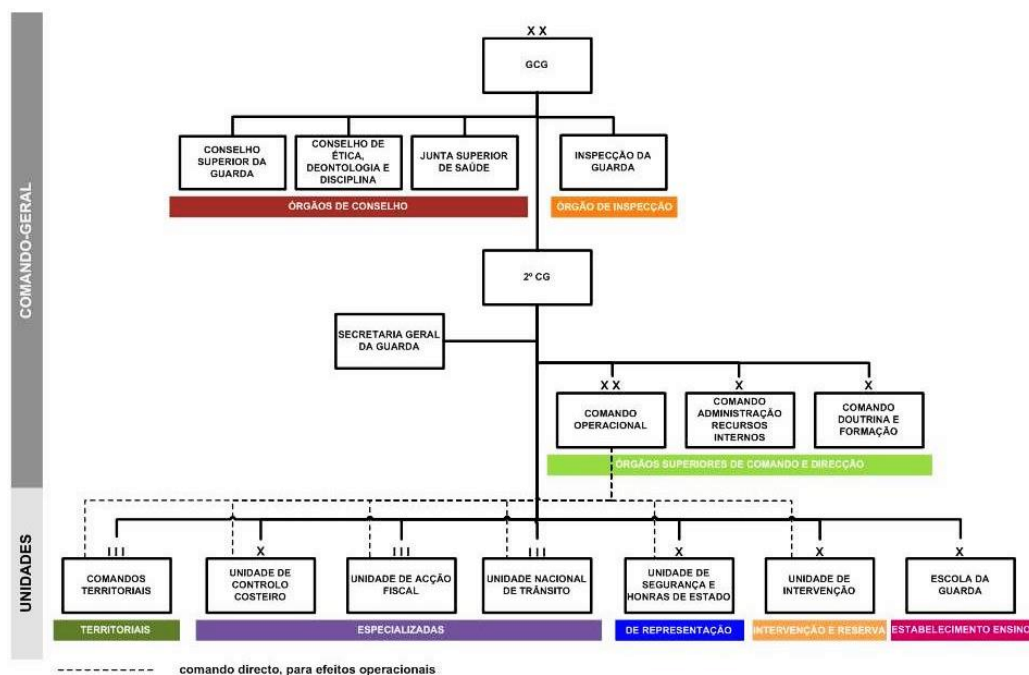 COMANDO-GERAL
X X
GCG
CONSELHO
SUPERIOR DA
GUARDA
CONSELHO DE
ÉTICA,
DEONTOLOGIA E
DISCIPLINA
JUNTA SUPERIOR
DE SAÚDE
INSPECÇÃO DA
GUARDA
ÓRGÃOS DE CONSELHO
ÓRGÃO DE INSPECÇÃO
2º CG
SECRETARIA GERAL
DA GUARDA
X X
COMANDO
OPERACIONAL
X
COMANDO
ADMINISTRAÇÃO
RECURSOS
INTERNOS
X
COMANDO
DOUTRINA E
FORMAÇÃO
ÓRGÃOS SUPERIORES DE COMANDO E DIRECÇÃO
UNIDADES
I I I
COMANDOS
TERRITORIAIS
X
UNIDADE DE
CONTROLO
COSTEIRO
I I I
UNIDADE DE ACÇÃO
FISCAL
I I I
UNIDADE NACIONAL
DE TRÂNSITO
X
UNIDADE DE
SEGURANÇA E
HONRAS DE ESTADO
X
UNIDADE DE
INTERVENÇÃO
X
ESCOLA DA
GUARDA
TERRITORIAIS
ESPECIALIZADAS
DE REPRESENTAÇÃO
INTERVENÇÃO E RESERVA
ESTABELECIMENTO ENSINO
comando directo, para efeitos operacionais